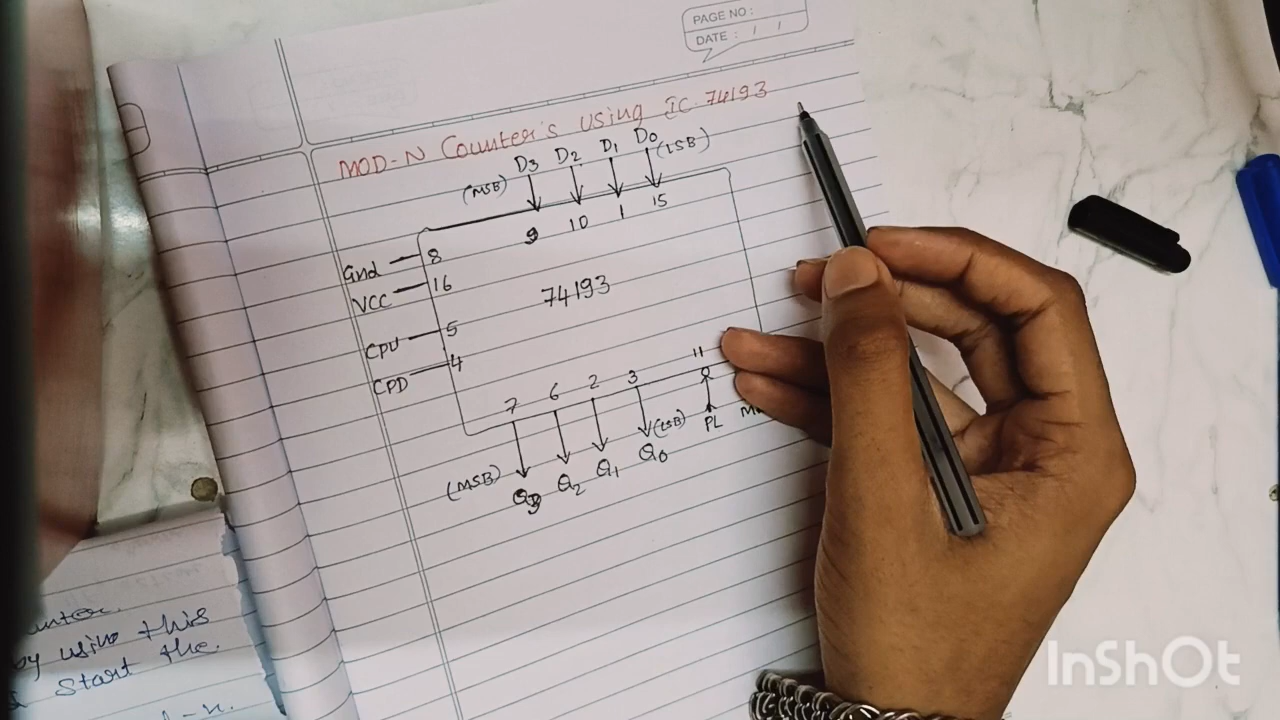 PAGE NO :
DATE : / /
MOD-N Counter's using IC-74193
D3 D2 D1 D0
(MSB) (LSB)
9 10 1 15
Gnd 8
VCC 16
74193
CPU 5
CPD 4
7 6 2 3 11
(MSB) Q3 Q2 Q1 Q0 (LSB) PL
by using this
start the
InShOt